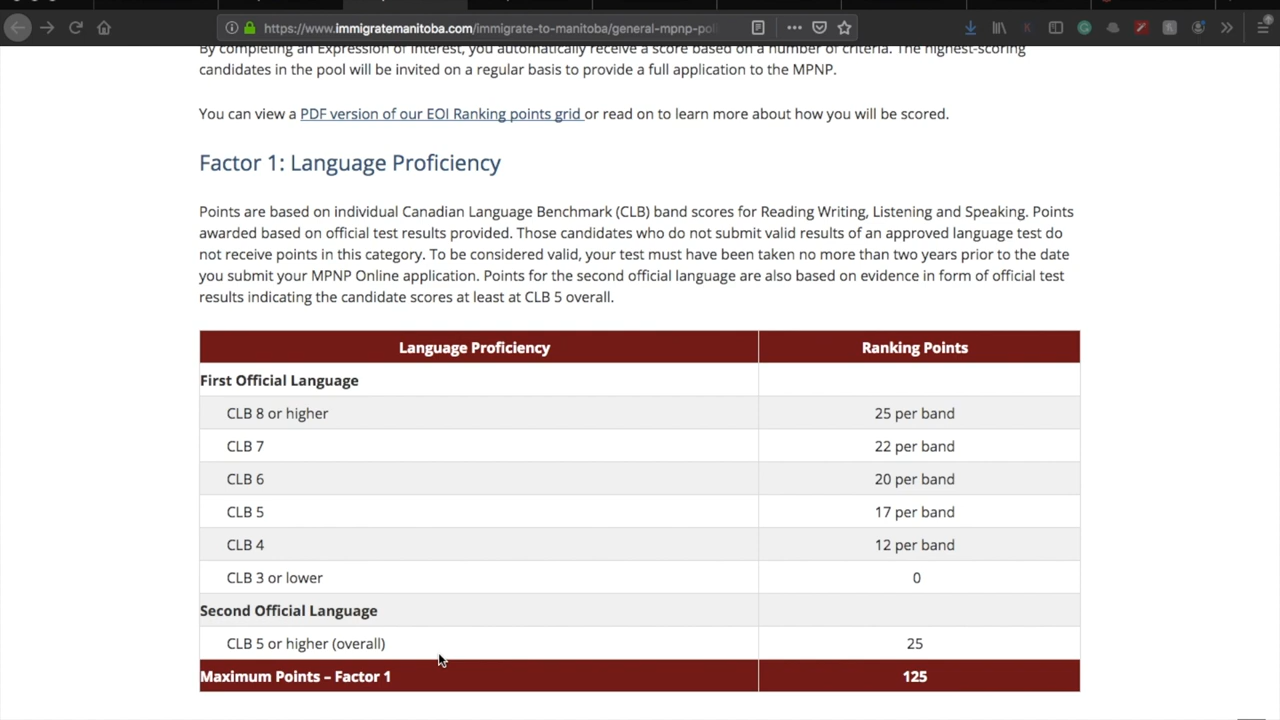 https://www.immigratemanitoba.com/immigrate-to-manitoba/general-mpnp-pol
By completing an Expression of Interest, you automatically receive a score based on a number of criteria. The highest-scoring
candidates in the pool will be invited on a regular basis to provide a full application to the MPNP.
You can view a PDF version of our EOI Ranking points grid or read on to learn more about how you will be scored.
Factor 1: Language Proficiency
Points are based on individual Canadian Language Benchmark (CLB) band scores for Reading Writing, Listening and Speaking. Points
awarded based on official test results provided. Those candidates who do not submit valid results of an approved language test do
not receive points in this category. To be considered valid, your test must have been taken no more than two years prior to the date
you submit your MPNP Online application. Points for the second official language are also based on evidence in form of official test
results indicating the candidate scores at least at CLB 5 overall.
Language Proficiency Ranking Points
First Official Language
CLB 8 or higher 25 per band
CLB 7 22 per band
CLB 6 20 per band
CLB 5 17 per band
CLB 4 12 per band
CLB 3 or lower 0
Second Official Language
CLB 5 or higher (overall) 25
Maximum Points – Factor 1 125